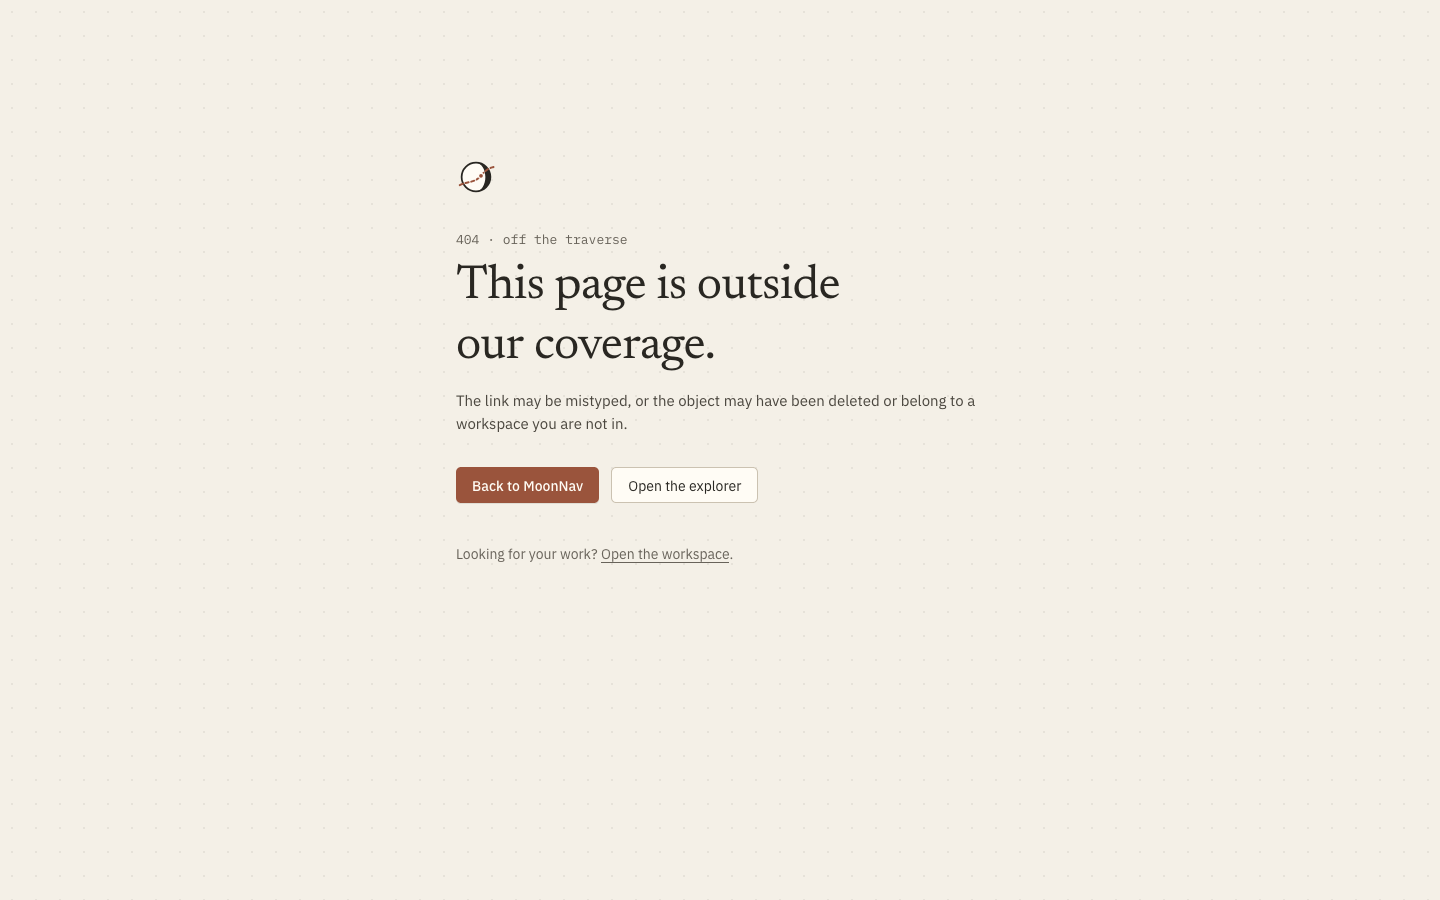 404 · off the traverse
This page is outside
our coverage.
The link may be mistyped, or the object may have been deleted or belong to a
workspace you are not in.
Back to MoonNav
Open the explorer
Looking for your work? Open the workspace.